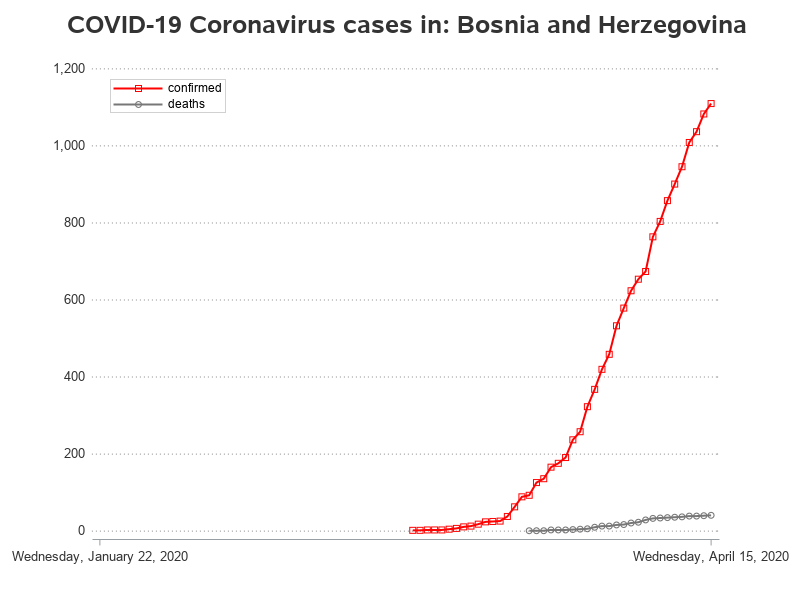 COVID-19 Coronavirus cases in: Bosnia and Herzegovina
1,200
confirmed
deaths
1,000
800
600
400
200
0
Wednesday, January 22, 2020 Wednesday, April 15, 2020